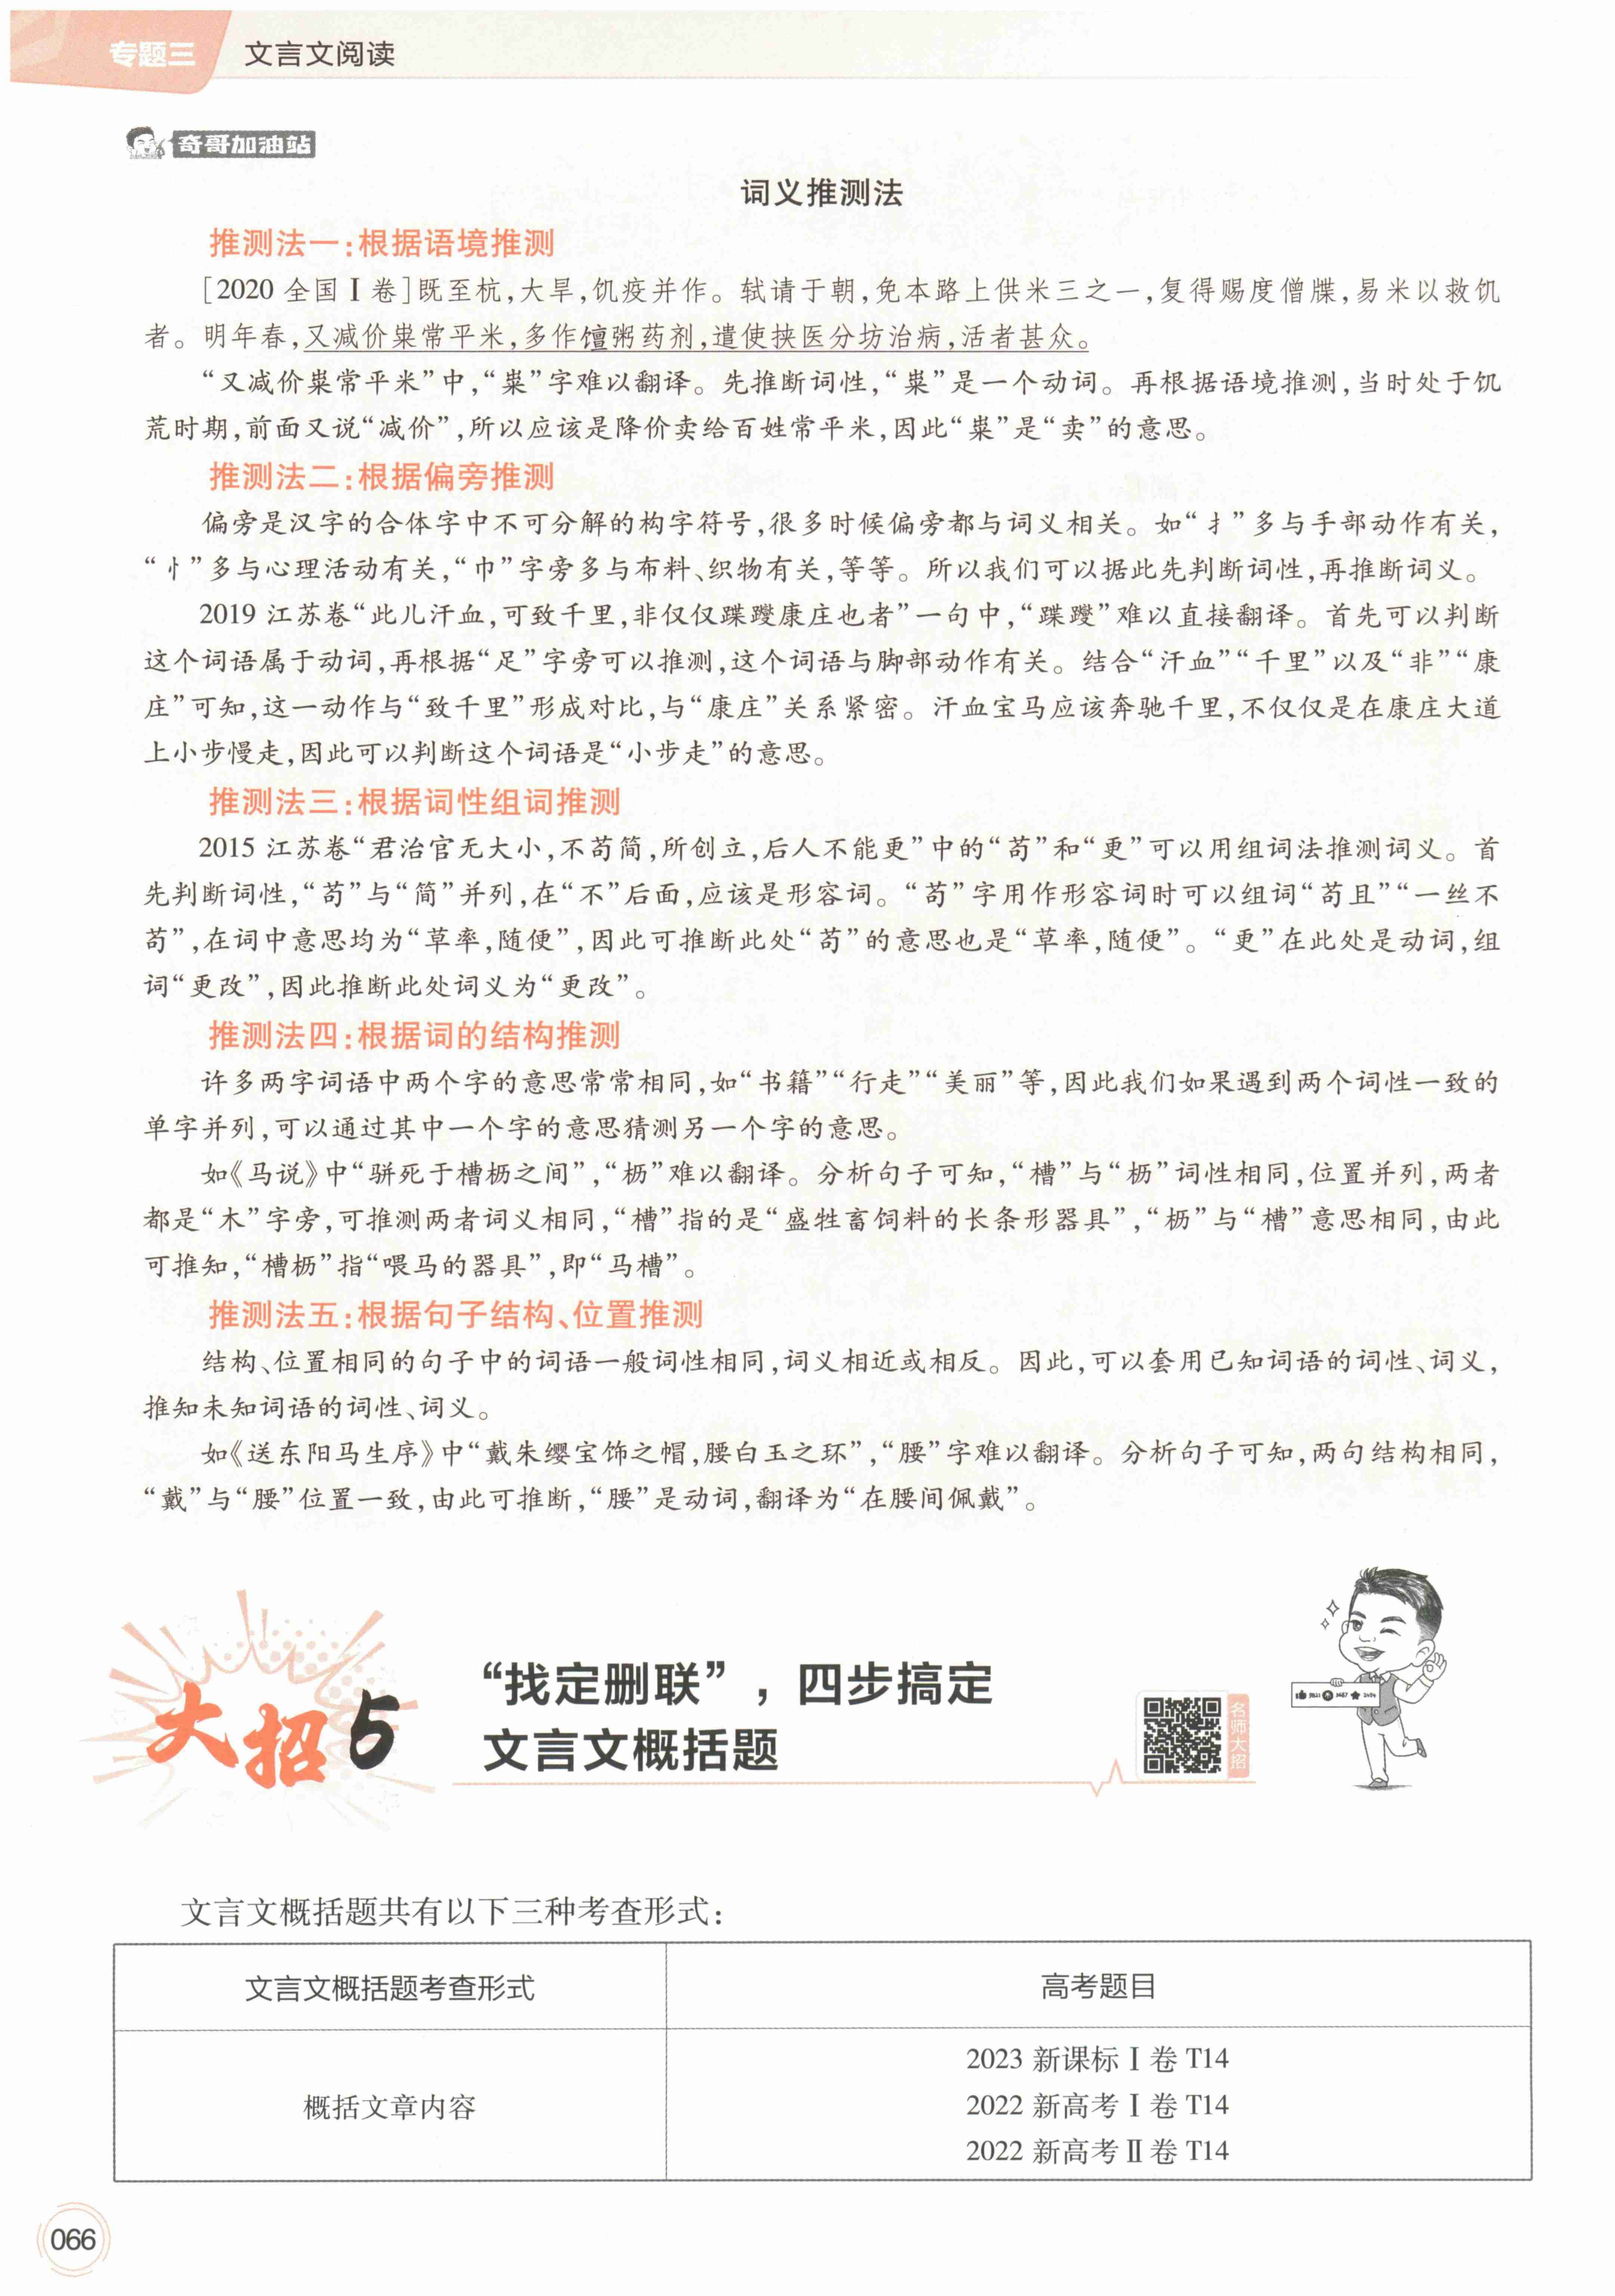 专题三 文言文阅读
奇哥加油站
词义推测法
推测法一:根据语境推测
[2020 全国Ⅰ卷]既至杭,大旱,饥疫并作。轼请于朝,免本路上供米三之一,复得赐度僧牒,易米以救饥
者。明年春,又减价粜常平米,多作饘粥药剂,遣使挟医分坊治病,活者甚众。
“又减价粜常平米”中,“粜”字难以翻译。先推断词性,“粜”是一个动词。再根据语境推测,当时处于饥
荒时期,前面又说“减价”,所以应该是降价卖给百姓常平米,因此“粜”是“卖”的意思。
推测法二:根据偏旁推测
偏旁是汉字的合体字中不可分解的构字符号,很多时候偏旁都与词义相关。如“扌”多与手部动作有关,
“忄”多与心理活动有关,“巾”字旁多与布料、织物有关,等等。所以我们可以据此先判断词性,再推断词义。
2019 江苏卷“此儿汗血,可致千里,非仅仅蹀躞康庄也者”一句中,“蹀躞”难以直接翻译。首先可以判断
这个词语属于动词,再根据“足”字旁可以推测,这个词语与脚部动作有关。结合“汗血”“千里”以及“非”“康
庄”可知,这一动作与“致千里”形成对比,与“康庄”关系紧密。汗血宝马应该奔驰千里,不仅仅是在康庄大道
上小步慢走,因此可以判断这个词语是“小步走”的意思。
推测法三:根据词性组词推测
2015 江苏卷“君治官无大小,不苟简,所创立,后人不能更”中的“苟”和“更”可以用组词法推测词义。首
先判断词性,“苟”与“简”并列,在“不”后面,应该是形容词。“苟”字用作形容词时可以组词“苟且”“一丝不
苟”,在词中意思均为“草率,随便”,因此可推断此处“苟”的意思也是“草率,随便”。“更”在此处是动词,组
词“更改”,因此推断此处词义为“更改”。
推测法四:根据词的结构推测
许多两字词语中两个字的意思常常相同,如“书籍”“行走”“美丽”等,因此我们如果遇到两个词性一致的
单字并列,可以通过其中一个字的意思猜测另一个字的意思。
如《马说》中“骈死于槽枥之间”,“枥”难以翻译。分析句子可知,“槽”与“枥”词性相同,位置并列,两者
都是“木”字旁,可推测两者词义相同,“槽”指的是“盛牲畜饲料的长条形器具”,“枥”与“槽”意思相同,由此
可推知,“槽枥”指“喂马的器具”,即“马槽”。
推测法五:根据句子结构、位置推测
结构、位置相同的句子中的词语一般词性相同,词义相近或相反。因此,可以套用已知词语的词性、词义,
推知未知词语的词性、词义。
如《送东阳马生序》中“戴朱缨宝饰之帽,腰白玉之环”,“腰”字难以翻译。分析句子可知,两句结构相同,
“戴”与“腰”位置一致,由此可推断,“腰”是动词,翻译为“在腰间佩戴”。
大招5
“找定删联”，四步搞定
文言文概括题
名师大招
文言文概括题共有以下三种考查形式:
文言文概括题考查形式 高考题目
概括文章内容
2023 新课标Ⅰ卷 T14
2022 新高考Ⅰ卷 T14
2022 新高考Ⅱ卷 T14
066